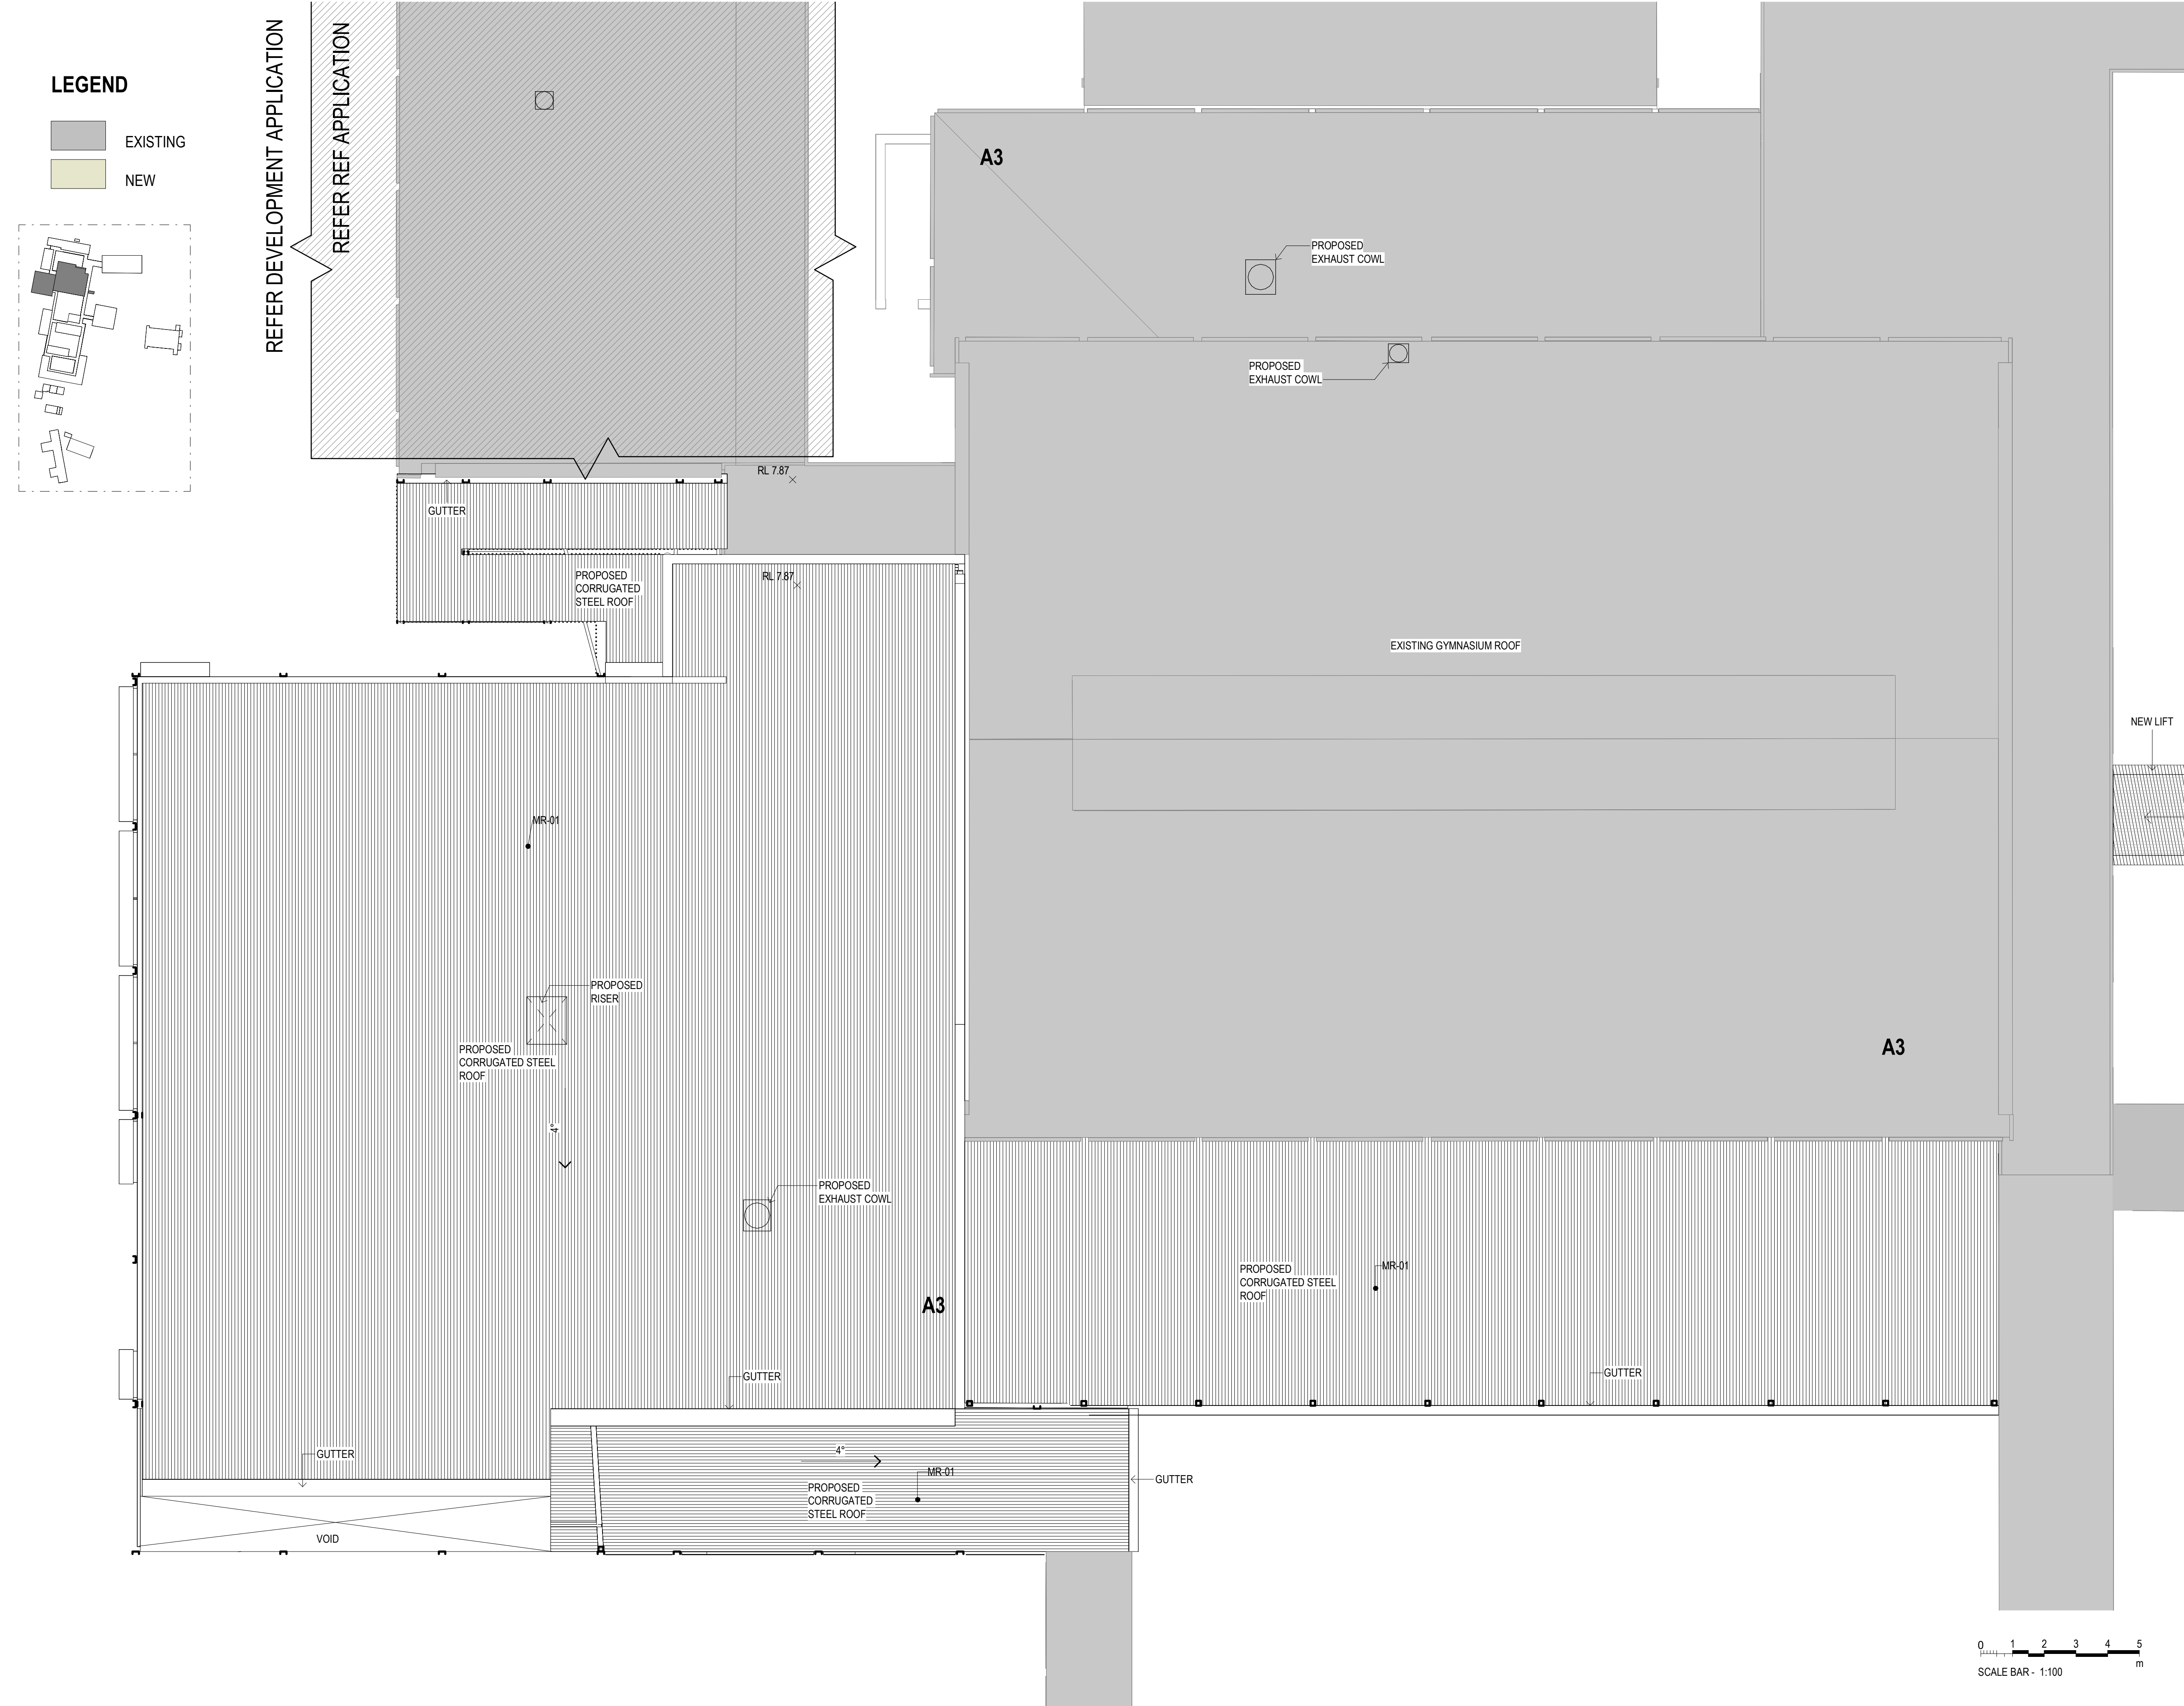 LEGEND
EXISTING
NEW
REFER DEVELOPMENT APPLICATION
REFER REF APPLICATION
A3
PROPOSED
EXHAUST COWL
PROPOSED
EXHAUST COWL
RL 7.87
GUTTER
PROPOSED
CORRUGATED
STEEL ROOF
RL 7.87
EXISTING GYMNASIUM ROOF
NEW LIFT
MR-01
PROPOSED
RISER
PROPOSED
CORRUGATED STEEL
ROOF
4°
A3
PROPOSED
EXHAUST COWL
A3
PROPOSED
CORRUGATED STEEL
ROOF
MR-01
GUTTER
GUTTER
GUTTER
4°
MR-01
PROPOSED
CORRUGATED
STEEL ROOF
GUTTER
VOID
0 1 2 3 4 5
m
SCALE BAR - 1:100